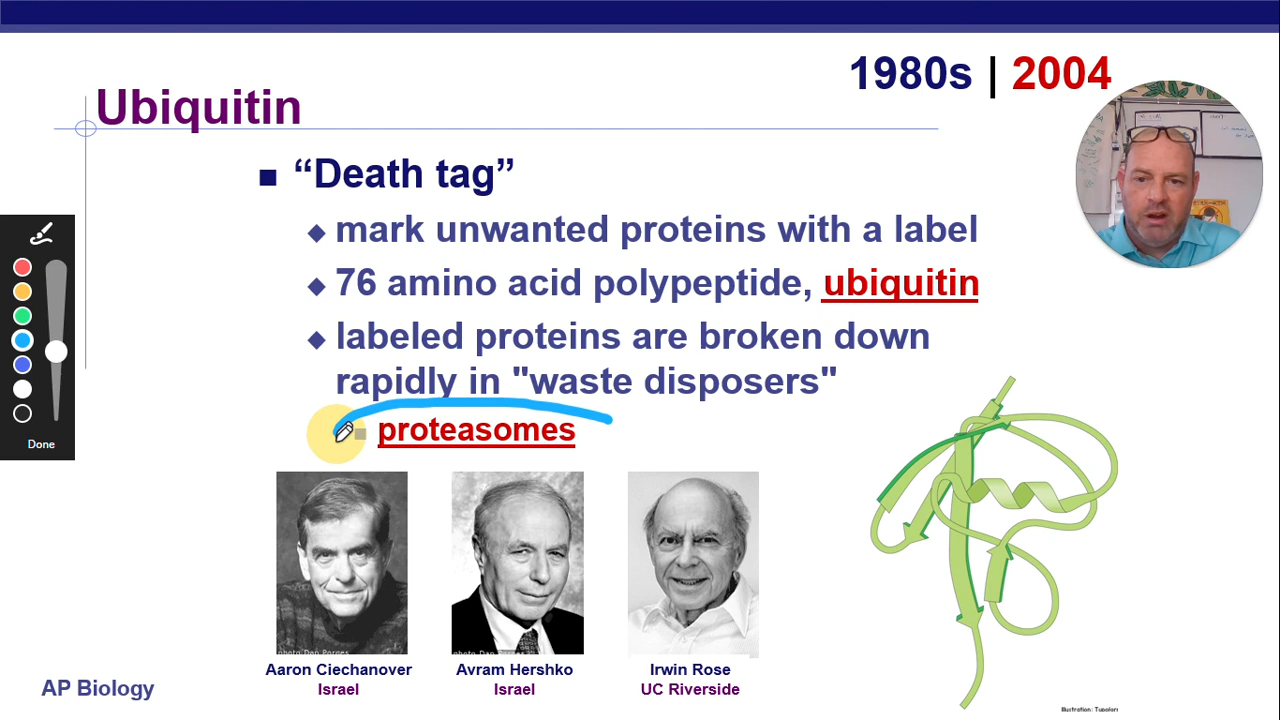 1980s | 2004
Ubiquitin
“Death tag”
mark unwanted proteins with a label
76 amino acid polypeptide, ubiquitin
labeled proteins are broken down
rapidly in "waste disposers"
proteasomes
Done
Aaron Ciechanover
Israel
Avram Hershko
Israel
Irwin Rose
UC Riverside
AP Biology